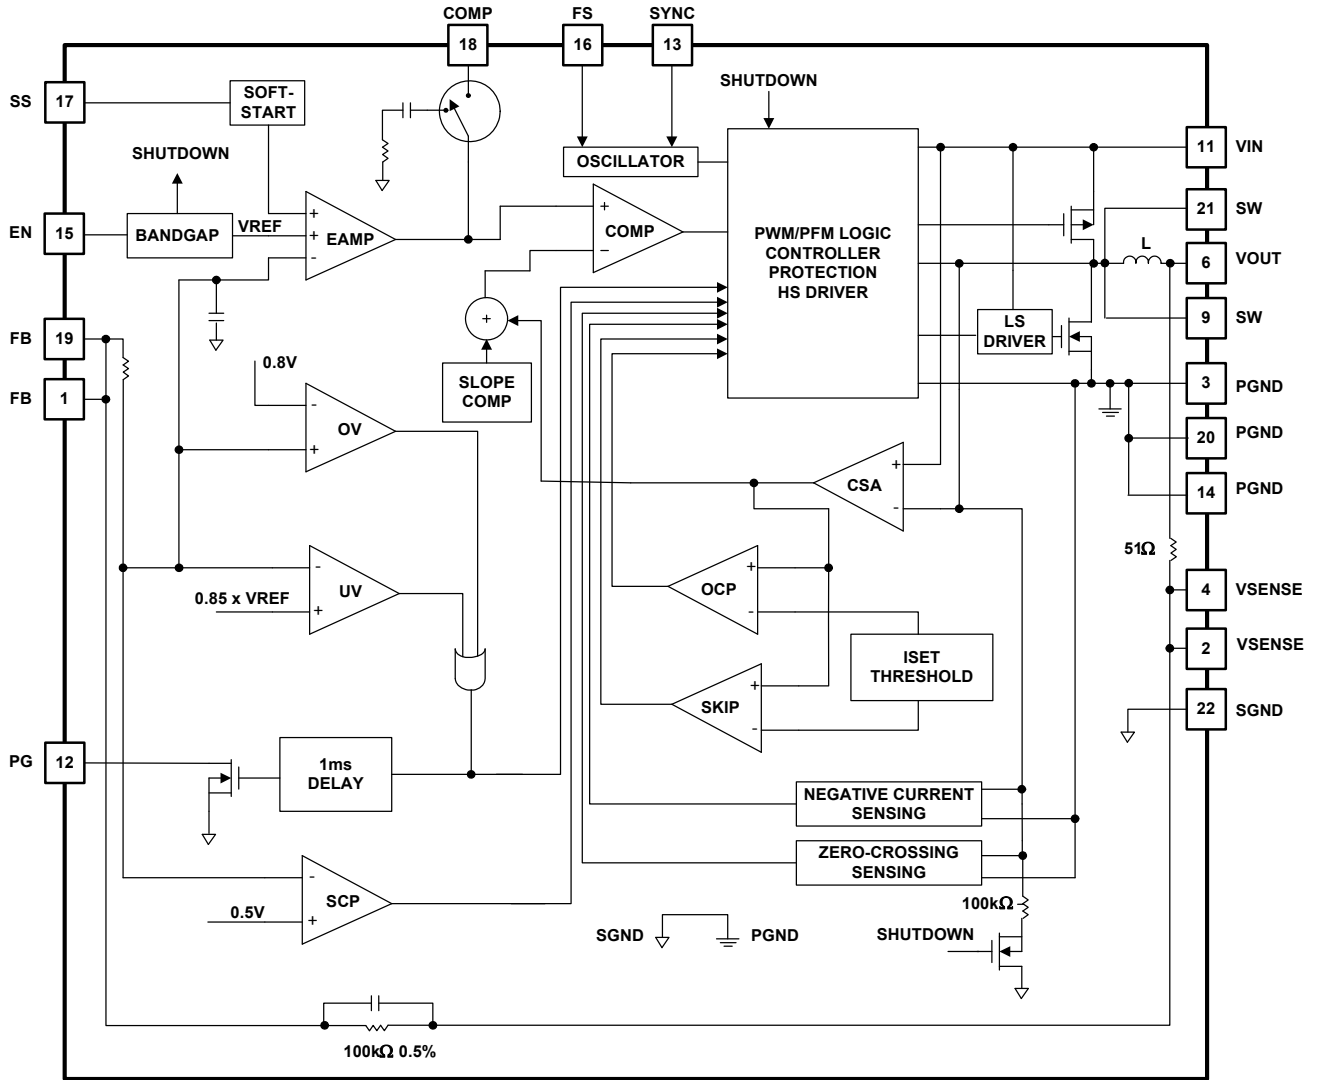 COMP
FS
SYNC
18
16
13
SS
17
SOFT-
START
SHUTDOWN
SHUTDOWN
OSCILLATOR
11
VIN
EN
15
BANDGAP
VREF
+
+
-
EAMP
+
–
COMP
PWM/PFM LOGIC
CONTROLLER
PROTECTION
HS DRIVER
21
SW
L
6
VOUT
+
LS
DRIVER
9
SW
FB
19
0.8V
SLOPE
COMP
3
PGND
FB
1
-
+
OV
20
PGND
+
-
CSA
14
PGND
51Ω
-
+
UV
0.85 x VREF
+
-
OCP
4
VSENSE
ISET
THRESHOLD
2
VSENSE
+
-
SKIP
22
SGND
PG
12
1ms
DELAY
NEGATIVE CURRENT
SENSING
ZERO-CROSSING
SENSING
-
+
SCP
0.5V
100kΩ
SGND
PGND
SHUTDOWN
100kΩ 0.5%